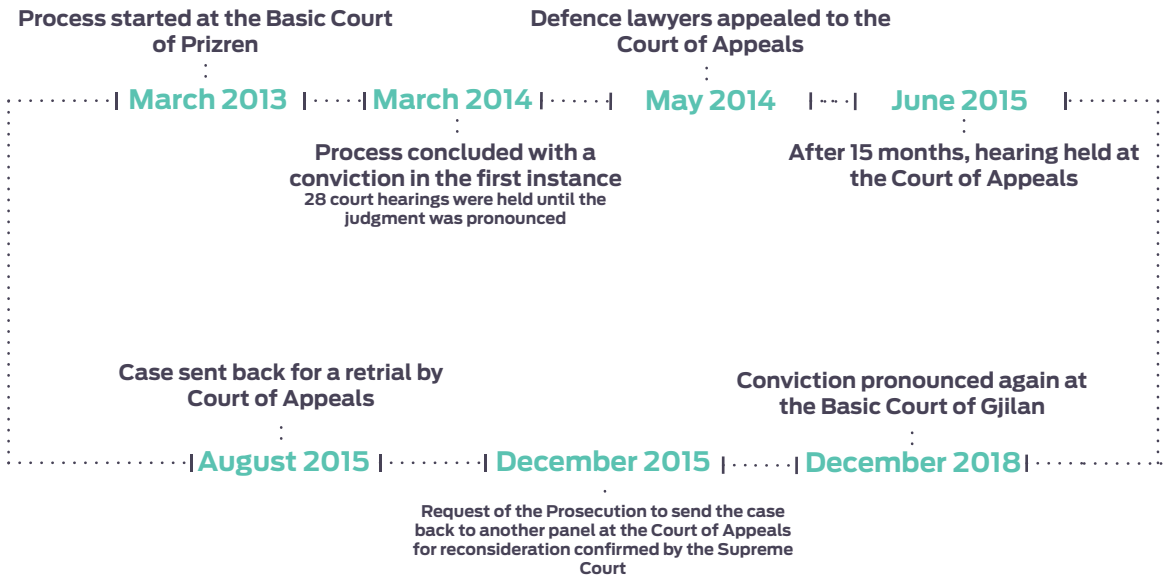 Process started at the Basic Court
of Prizren
Defence lawyers appealed to the
Court of Appeals
March 2013
March 2014
May 2014
June 2015
Process concluded with a
conviction in the first instance
28 court hearings were held until the
judgment was pronounced
After 15 months, hearing held at
the Court of Appeals
Case sent back for a retrial by
Court of Appeals
Conviction pronounced again at
the Basic Court of Gjilan
August 2015
December 2015
December 2018
Request of the Prosecution to send the case
back to another panel at the Court of Appeals
for reconsideration confirmed by the Supreme
Court